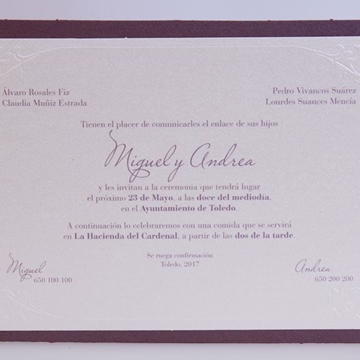 Álvaro Rosales Fiz
Claudia Muñiz Estrada
Pedro Vivancos Suárez
Lourdes Suances Mencía
Tienen el placer de comunicarles el enlace de sus hijos
Miguel y Andrea
y les invitan a la ceremonia que tendrá lugar
el próximo 23 de Mayo, a las doce del mediodía,
en el Ayuntamiento de Toledo.
A continuación lo celebraremos con una comida que se servirá
en La Hacienda del Cardenal, a partir de las dos de la tarde.
Se ruega confirmación
Toledo, 2017
Miguel
650 100 100
Andrea
650 200 200